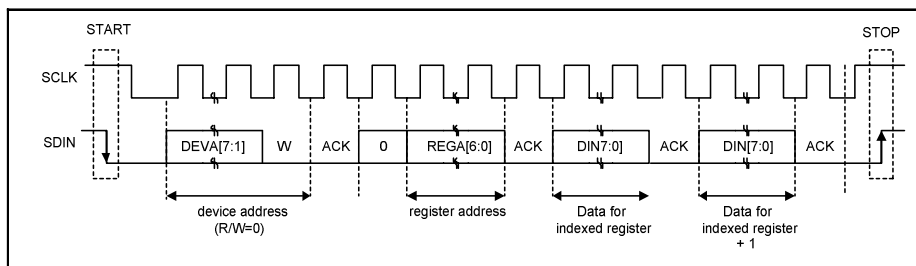 START
STOP
SCLK
SDIN
DEVA[7:1] W ACK 0 REGA[6:0] ACK DIN7:0] ACK DIN[7:0] ACK
device address
(R/W=0)
register address
Data for
indexed register
Data for
indexed register
+ 1